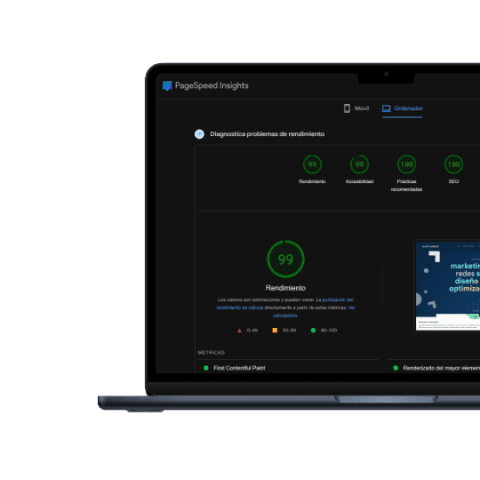 PageSpeed Insights
Móvil
Ordenador
Diagnostica problemas de rendimiento
99
99
100
100
Rendimiento
Accesibilidad
Prácticas
recomendadas
SEO
99
Rendimiento
Los valores son estimaciones y pueden variar. La puntuación del
rendimiento se calcula directamente a partir de estas métricas. Ver
calculadora.
0-49
50-89
90-100
marketin
redes s
diseño
optimiza
MÉTRICAS
First Contentful Paint
Renderizado del mayor elemen